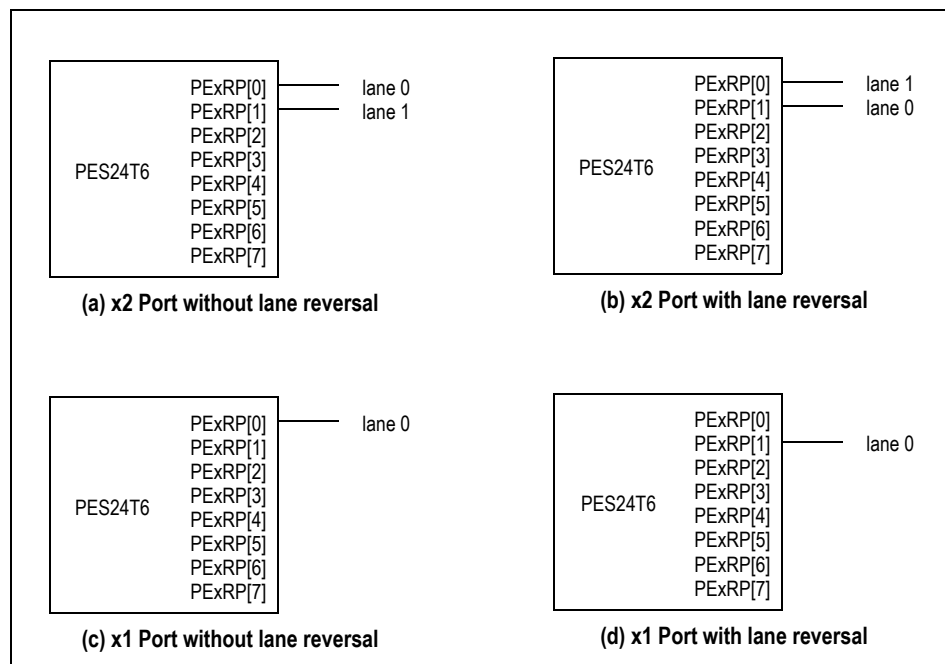 PES24T6
PExRP[0] lane 0
PExRP[1] lane 1
PExRP[2]
PExRP[3]
PExRP[4]
PExRP[5]
PExRP[6]
PExRP[7]
(a) x2 Port without lane reversal
PES24T6
PExRP[0] lane 1
PExRP[1] lane 0
PExRP[2]
PExRP[3]
PExRP[4]
PExRP[5]
PExRP[6]
PExRP[7]
(b) x2 Port with lane reversal
PES24T6
PExRP[0] lane 0
PExRP[1]
PExRP[2]
PExRP[3]
PExRP[4]
PExRP[5]
PExRP[6]
PExRP[7]
(c) x1 Port without lane reversal
PES24T6
PExRP[0]
PExRP[1] lane 0
PExRP[2]
PExRP[3]
PExRP[4]
PExRP[5]
PExRP[6]
PExRP[7]
(d) x1 Port with lane reversal